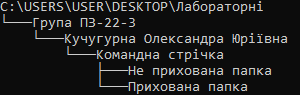 C:\USERS\USER\DESKTOP\Лабораторні
└───Група ПЗ-22-3
    └───Кучугурна Олександра Юріївна
        └───Командна стрічка
            ├───Не прихована папка
            └───Прихована папка